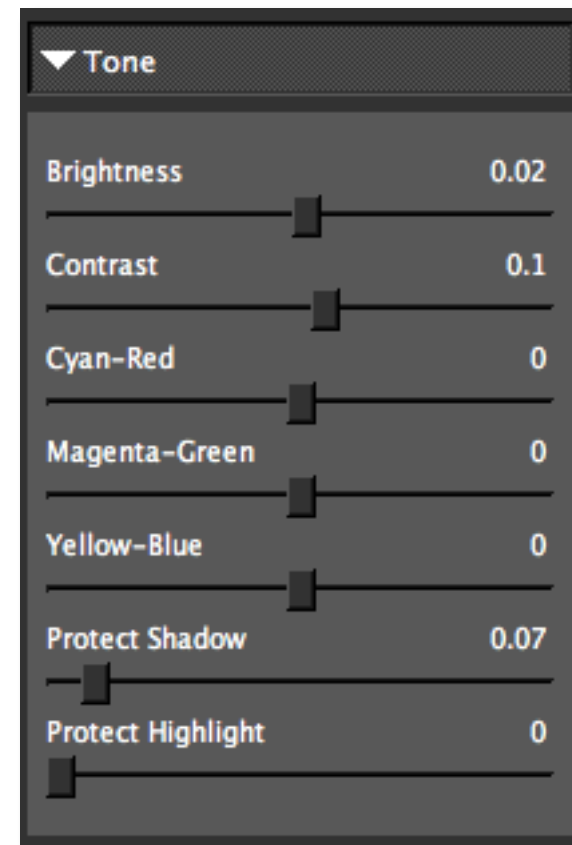 Tone
Brightness 0.02
Contrast 0.1
Cyan-Red 0
Magenta-Green 0
Yellow-Blue 0
Protect Shadow 0.07
Protect Highlight 0